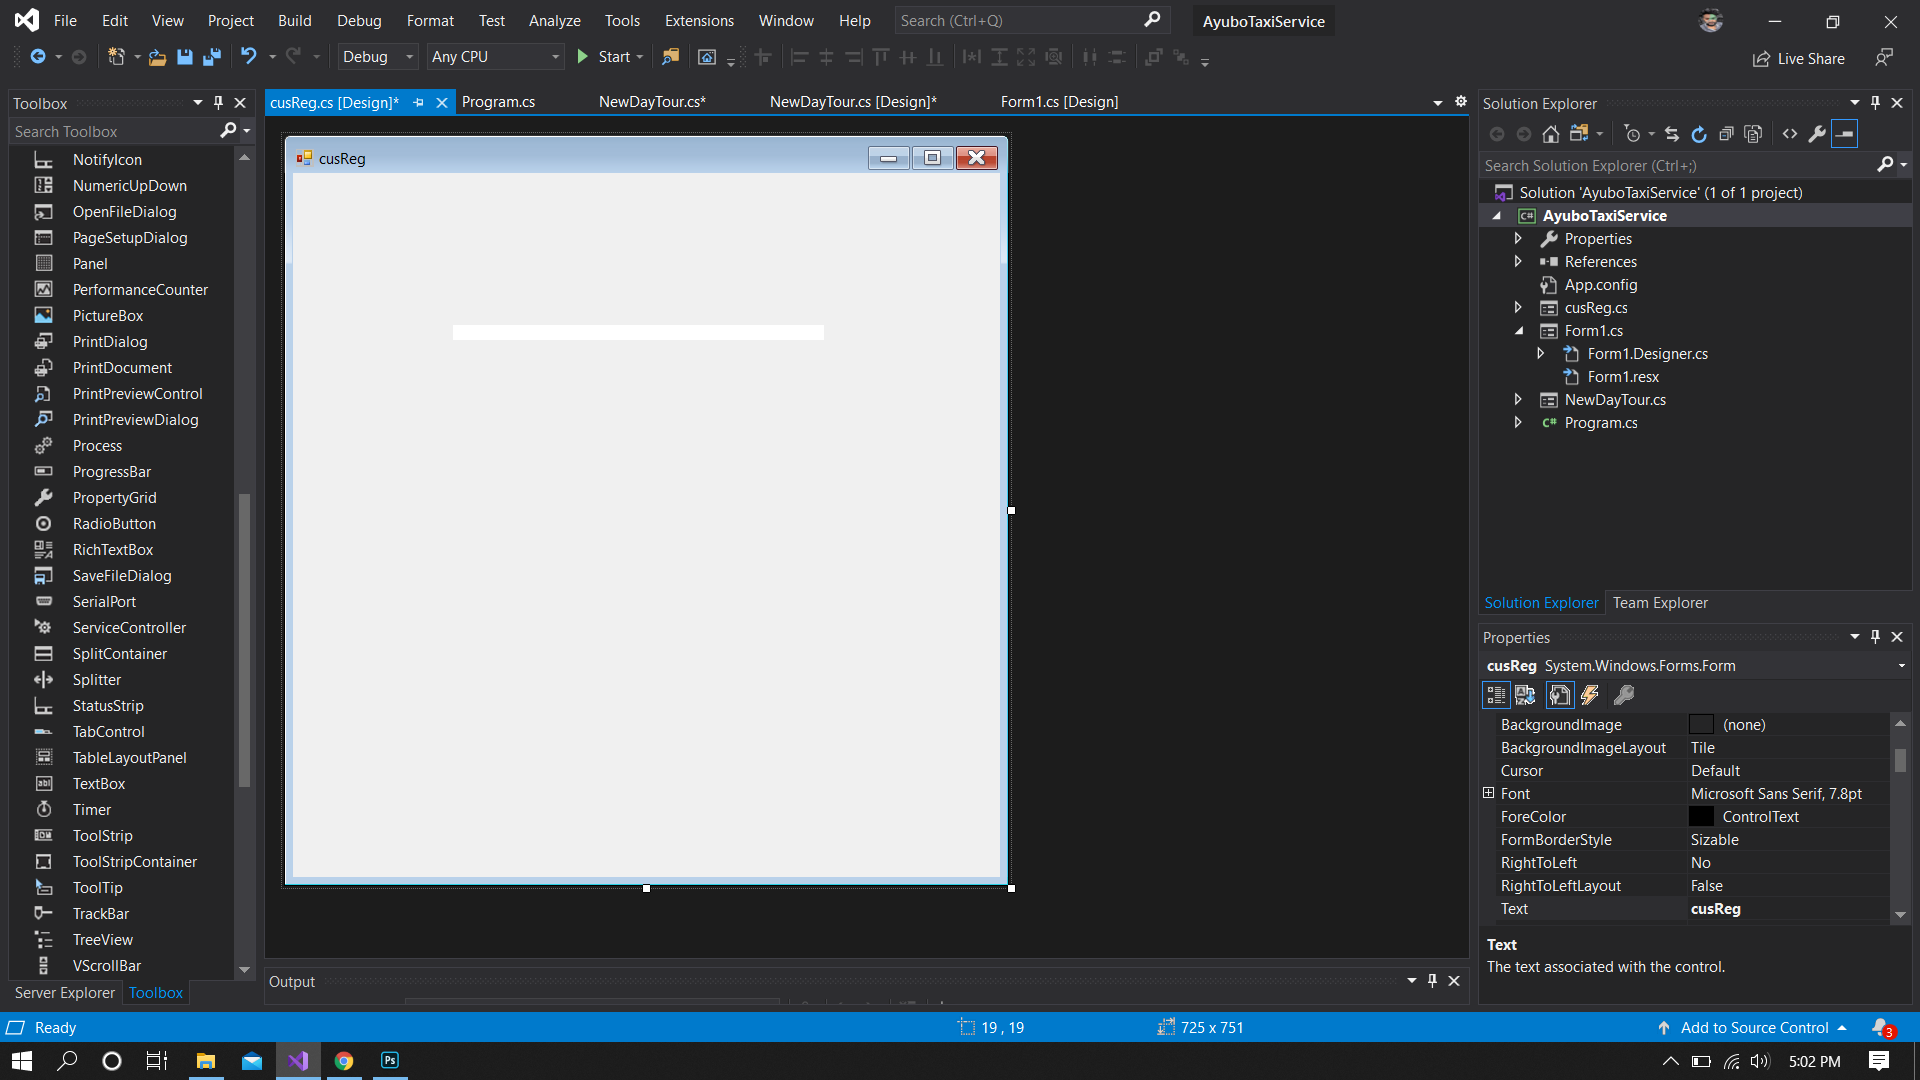 File Edit View Project Build Debug Format Test Analyze Tools Extensions Window Help Search (Ctrl+Q) AyuboTaxiService
Debug Any CPU Start Live Share
Toolbox
Search Toolbox
NotifyIcon
NumericUpDown
OpenFileDialog
PageSetupDialog
Panel
PerformanceCounter
PictureBox
PrintDialog
PrintDocument
PrintPreviewControl
PrintPreviewDialog
Process
ProgressBar
PropertyGrid
RadioButton
RichTextBox
SaveFileDialog
SerialPort
ServiceController
SplitContainer
Splitter
StatusStrip
TabControl
TableLayoutPanel
TextBox
Timer
ToolStrip
ToolStripContainer
ToolTip
TrackBar
TreeView
VScrollBar
Server Explorer Toolbox
cusReg.cs [Design]* Program.cs NewDayTour.cs* NewDayTour.cs [Design]* Form1.cs [Design]
cusReg
Output
Solution Explorer
Search Solution Explorer (Ctrl+;)
Solution 'AyuboTaxiService' (1 of 1 project)
C# AyuboTaxiService
Properties
References
App.config
cusReg.cs
Form1.cs
Form1.Designer.cs
Form1.resx
NewDayTour.cs
C# Program.cs
Solution Explorer Team Explorer
Properties
cusReg System.Windows.Forms.Form
BackgroundImage (none)
BackgroundImageLayout Tile
Cursor Default
Font Microsoft Sans Serif, 7.8pt
ForeColor ControlText
FormBorderStyle Sizable
RightToLeft No
RightToLeftLayout False
Text cusReg
Text
The text associated with the control.
Ready 19 , 19 725 x 751 Add to Source Control 3
Ps 5:02 PM